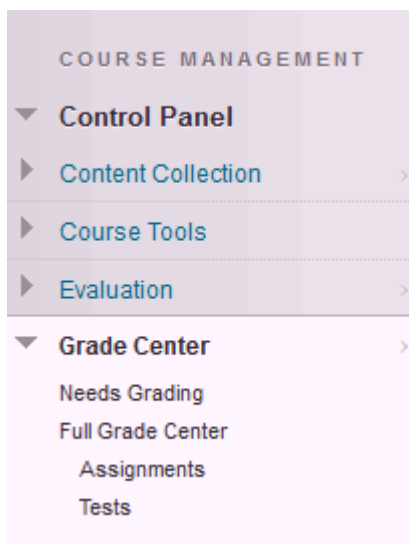 COURSE MANAGEMENT
Control Panel
Content Collection
Course Tools
Evaluation
Grade Center
Needs Grading
Full Grade Center
Assignments
Tests